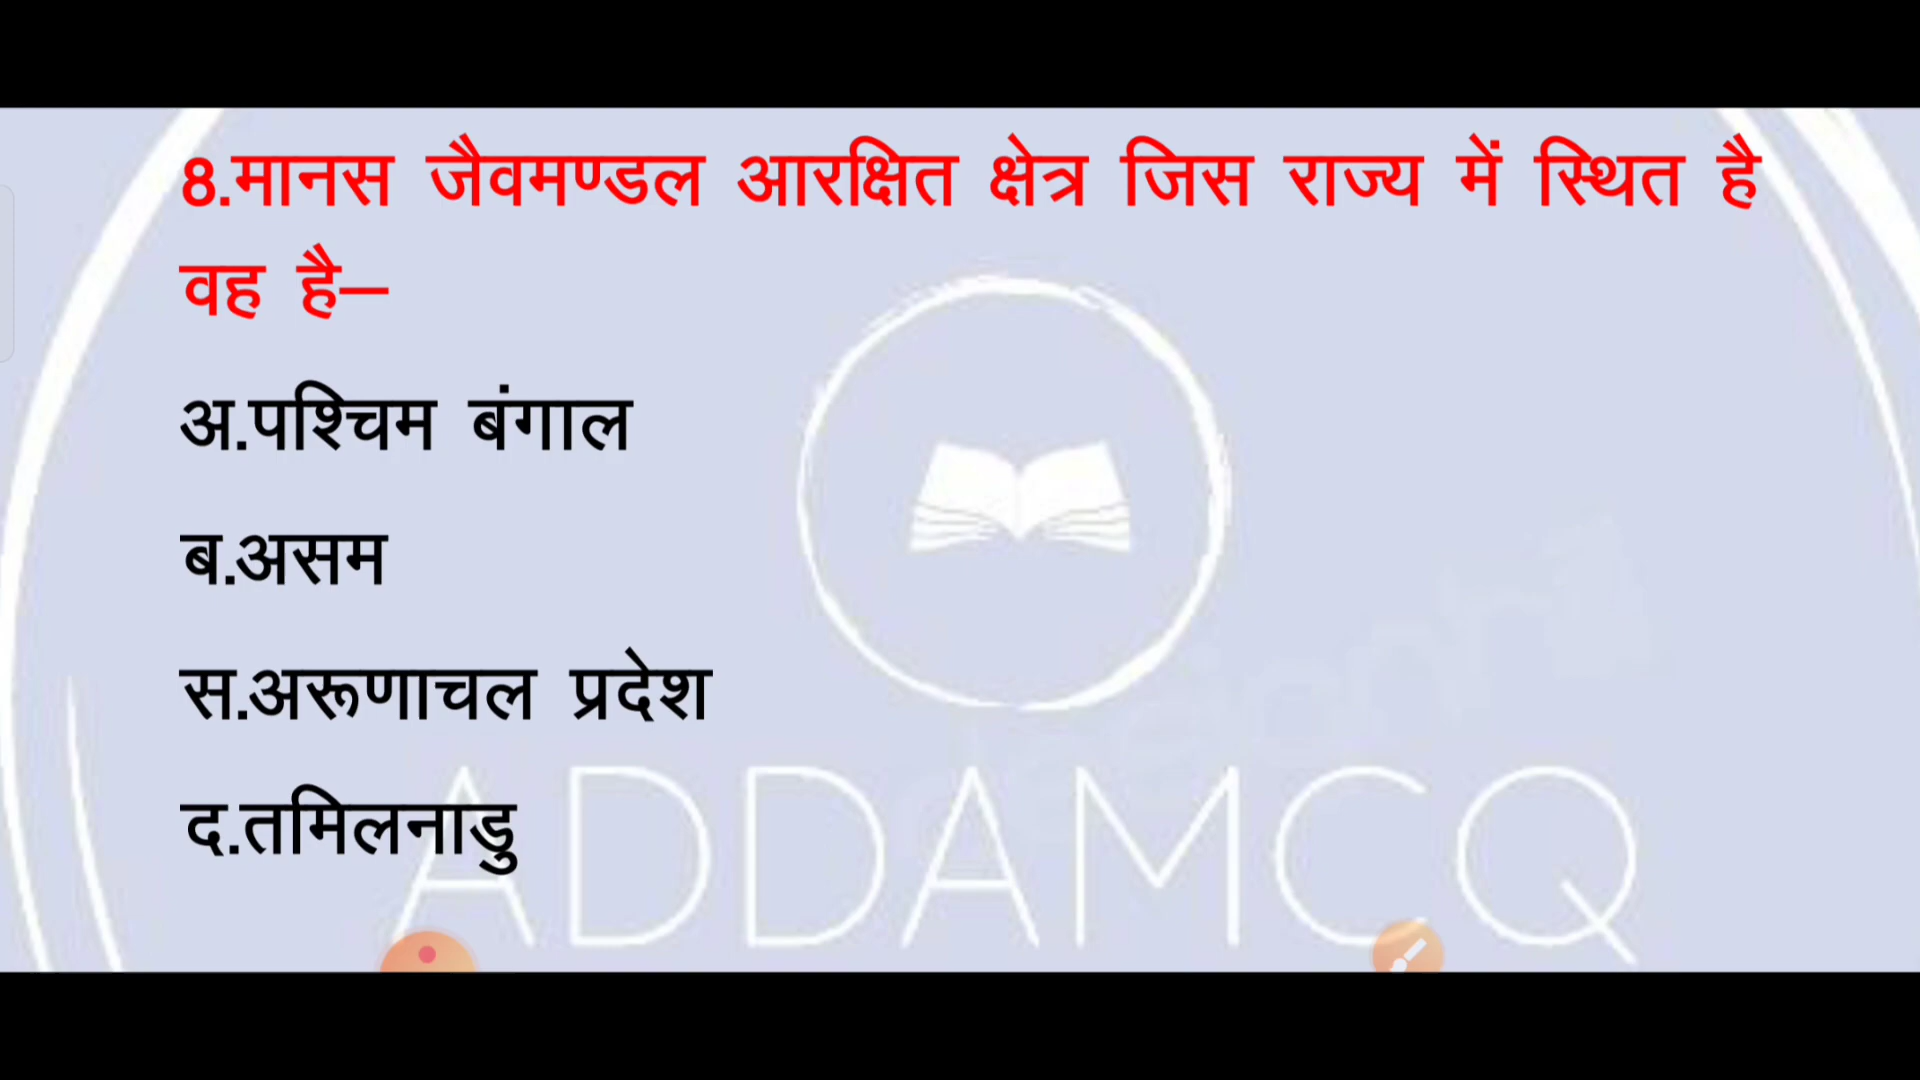 8.मानस जैवमण्डल आरक्षित क्षेत्र जिस राज्य में स्थित है
वह है–
अ.पश्चिम बंगाल
ब.असम
स.अरूणाचल प्रदेश
द.तमिलनाडु
ADDAMCQ